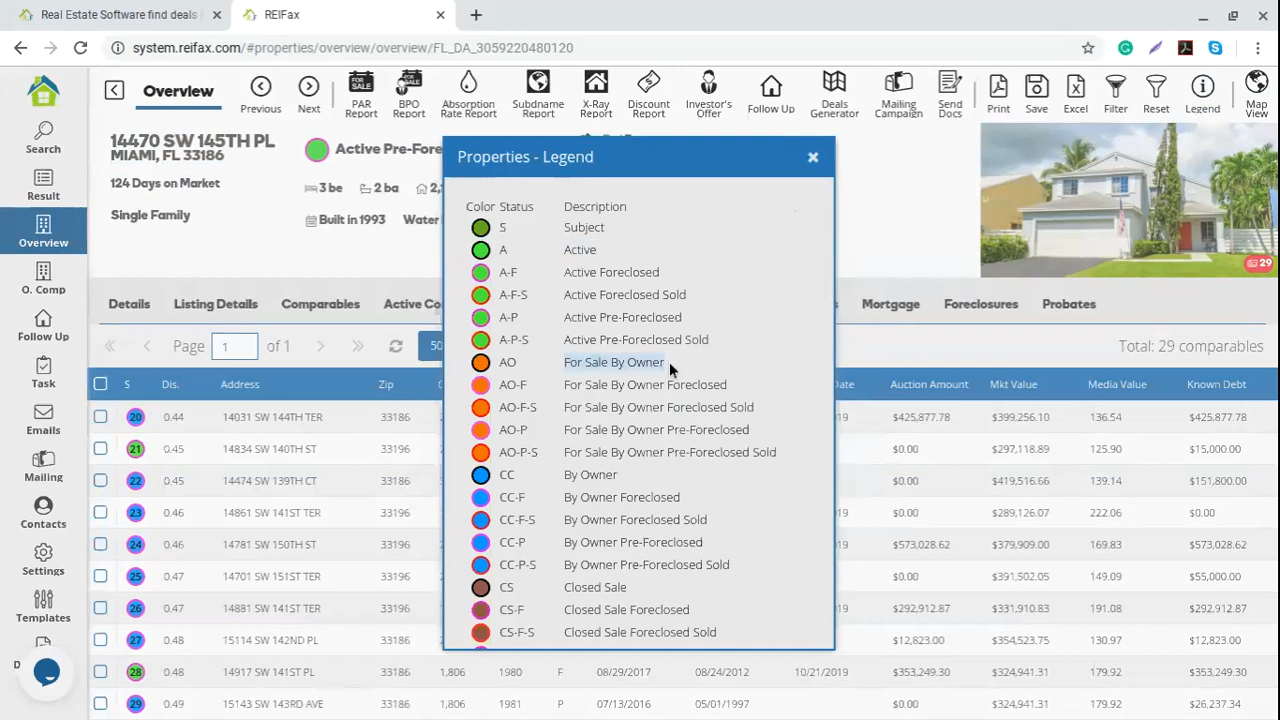 Real Estate Software find deals
REIFax
system.reifax.com/#properties/overview/overview/FL_DA_3059220480120
Overview
Previous
Next
PAR Report
BPO Report
Absorption Rate Report
Subdname Report
X-Ray Report
Discount Report
Investor's Offer
Follow Up
Deals Generator
Mailing Campaign
Send Docs
Print
Save
Excel
Filter
Reset
Legend
Map View
Search
Result
Overview
O. Comp
Follow Up
Task
Emails
Mailing
Contacts
Settings
Templates
14470 SW 145TH PL
MIAMI, FL 33186
124 Days on Market
Single Family
Active Pre-Fore
3 be 2 ba
Built in 1993 Water
29
Details Listing Details Comparables Active Co Mortgage Foreclosures Probates
Page 1 of 1 50 Total: 29 comparables
S Dis. Address Zip Date Auction Amount Mkt Value Media Value Known Debt
20 0.44 14031 SW 144TH TER 33186 $425,877.78 $399,256.10 136.54 $425,877.78
21 0.45 14834 SW 140TH ST 33196 $0.00 $297,118.89 125.90 $15,000.00
22 0.45 14474 SW 139TH CT 33186 $0.00 $419,516.66 139.14 $151,800.00
23 0.46 14861 SW 141ST TER 33196 $0.00 $289,126.07 222.06 $0.00
24 0.46 14781 SW 150TH ST 33196 $573,028.62 $379,909.00 169.83 $573,028.62
25 0.47 14701 SW 151ST TER 33196 $0.00 $391,502.05 149.09 $55,000.00
26 0.47 14881 SW 141ST TER 33196 $292,912.87 $331,910.83 191.08 $292,912.87
27 0.48 15114 SW 142ND PL 33196 $12,823.00 $354,523.75 130.97 $12,823.00
28 0.48 14917 SW 141ST PL 33196 1,806 1980 F 08/29/2017 08/24/2012 10/21/2019 $353,249.30 $324,941.31 179.92 $353,249.30
29 0.49 15143 SW 143RD AVE 33196 1,806 1981 P 07/13/2016 05/01/1997 $0.00 $324,941.31 179.92 $26,237.34
Properties - Legend
Color Status Description
S Subject
A Active
A-F Active Foreclosed
A-F-S Active Foreclosed Sold
A-P Active Pre-Foreclosed
A-P-S Active Pre-Foreclosed Sold
AO For Sale By Owner
AO-F For Sale By Owner Foreclosed
AO-F-S For Sale By Owner Foreclosed Sold
AO-P For Sale By Owner Pre-Foreclosed
AO-P-S For Sale By Owner Pre-Foreclosed Sold
CC By Owner
CC-F By Owner Foreclosed
CC-F-S By Owner Foreclosed Sold
CC-P By Owner Pre-Foreclosed
CC-P-S By Owner Pre-Foreclosed Sold
CS Closed Sale
CS-F Closed Sale Foreclosed
CS-F-S Closed Sale Foreclosed Sold